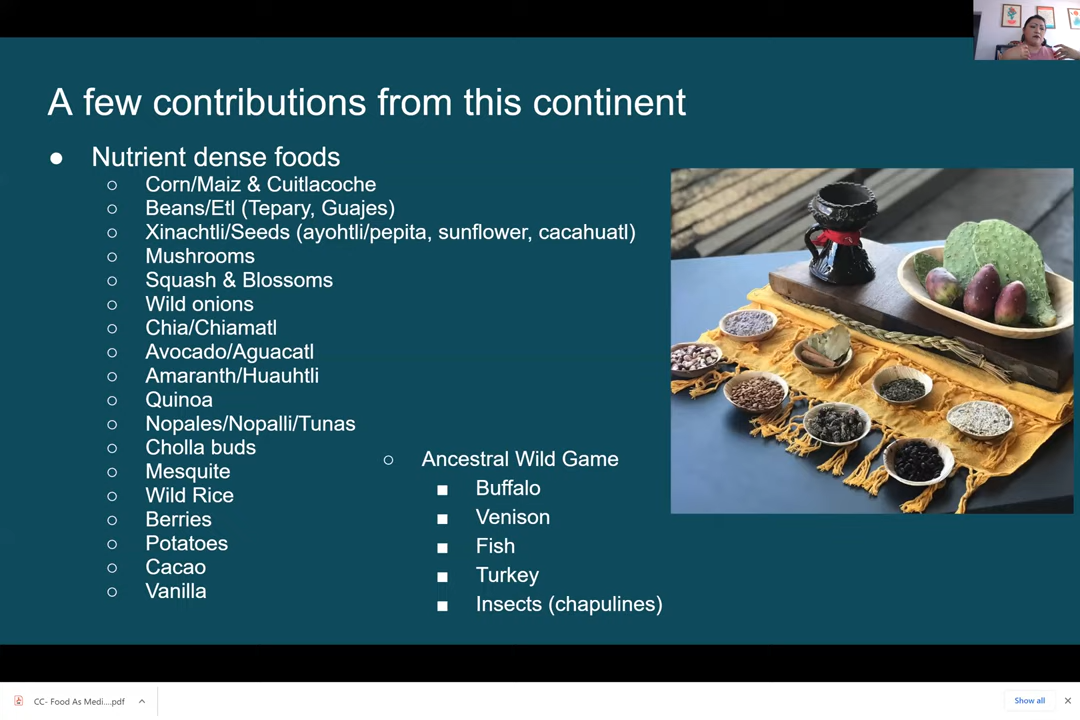 A few contributions from this continent
● Nutrient dense foods
○ Corn/Maiz & Cuitlacoche
○ Beans/Etl (Tepary, Guajes)
○ Xinachtli/Seeds (ayohtli/pepita, sunflower, cacahuatl)
○ Mushrooms
○ Squash & Blossoms
○ Wild onions
○ Chia/Chiamatl
○ Avocado/Aguacatl
○ Amaranth/Huauhtli
○ Quinoa
○ Nopales/Nopalli/Tunas
○ Cholla buds
○ Mesquite
○ Wild Rice
○ Berries
○ Potatoes
○ Cacao
○ Vanilla
○ Ancestral Wild Game
■ Buffalo
■ Venison
■ Fish
■ Turkey
■ Insects (chapulines)
CC- Food As Medi....pdf
Show all